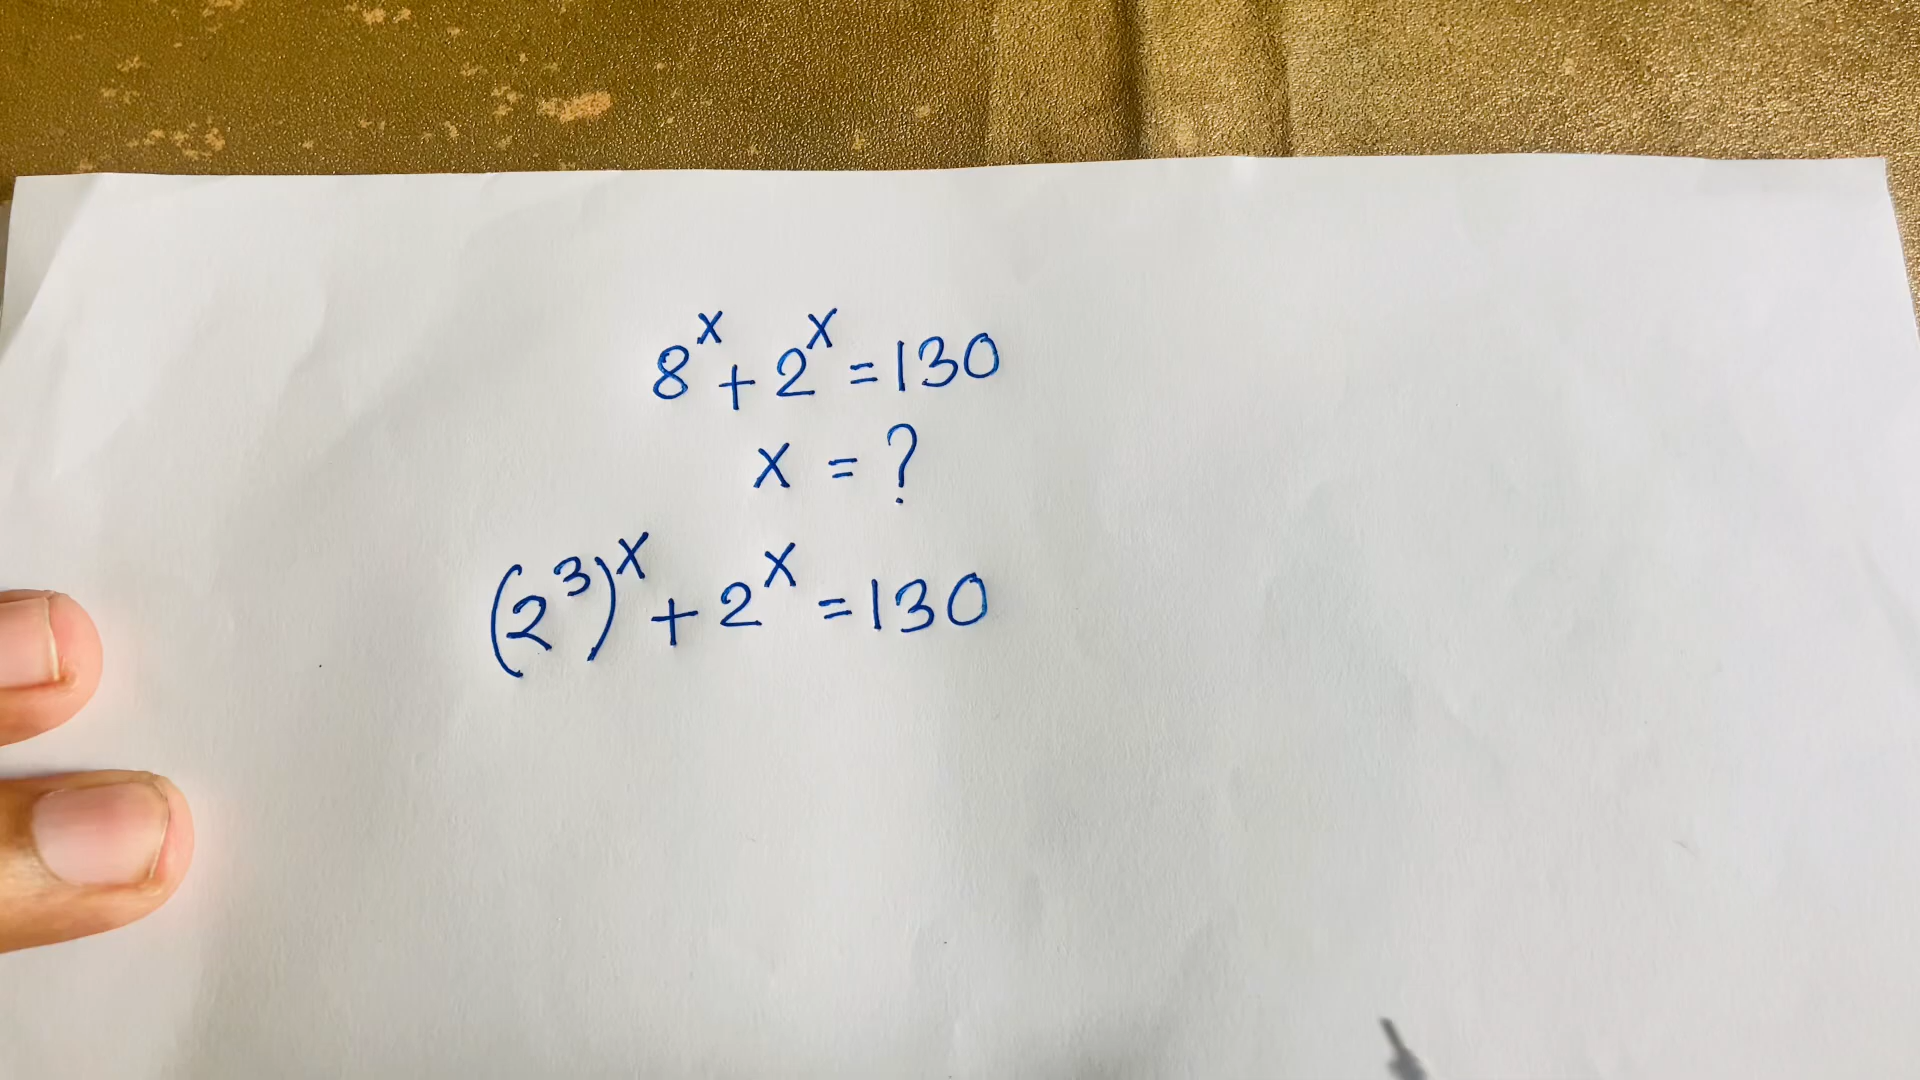 8^x + 2^x = 130
x = ?
(2^3)^x + 2^x = 130